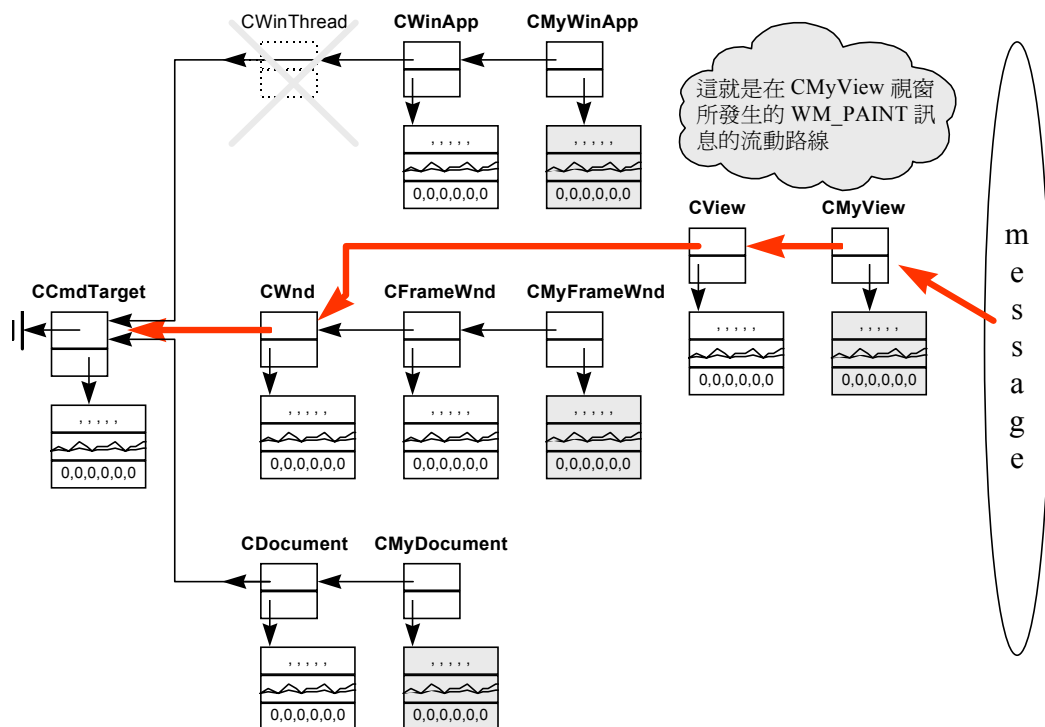 CWinThread
CWinApp
CMyWinApp
, , , , ,
0,0,0,0,0,0
, , , , ,
0,0,0,0,0,0
這就是在 CMyView 視窗
所發生的 WM_PAINT 訊
息的流動路線
CView
CMyView
, , , , ,
0,0,0,0,0,0
, , , , ,
0,0,0,0,0,0
message
CCmdTarget
CWnd
CFrameWnd
CMyFrameWnd
, , , , ,
0,0,0,0,0,0
, , , , ,
0,0,0,0,0,0
, , , , ,
0,0,0,0,0,0
, , , , ,
0,0,0,0,0,0
CDocument
CMyDocument
, , , , ,
0,0,0,0,0,0
, , , , ,
0,0,0,0,0,0